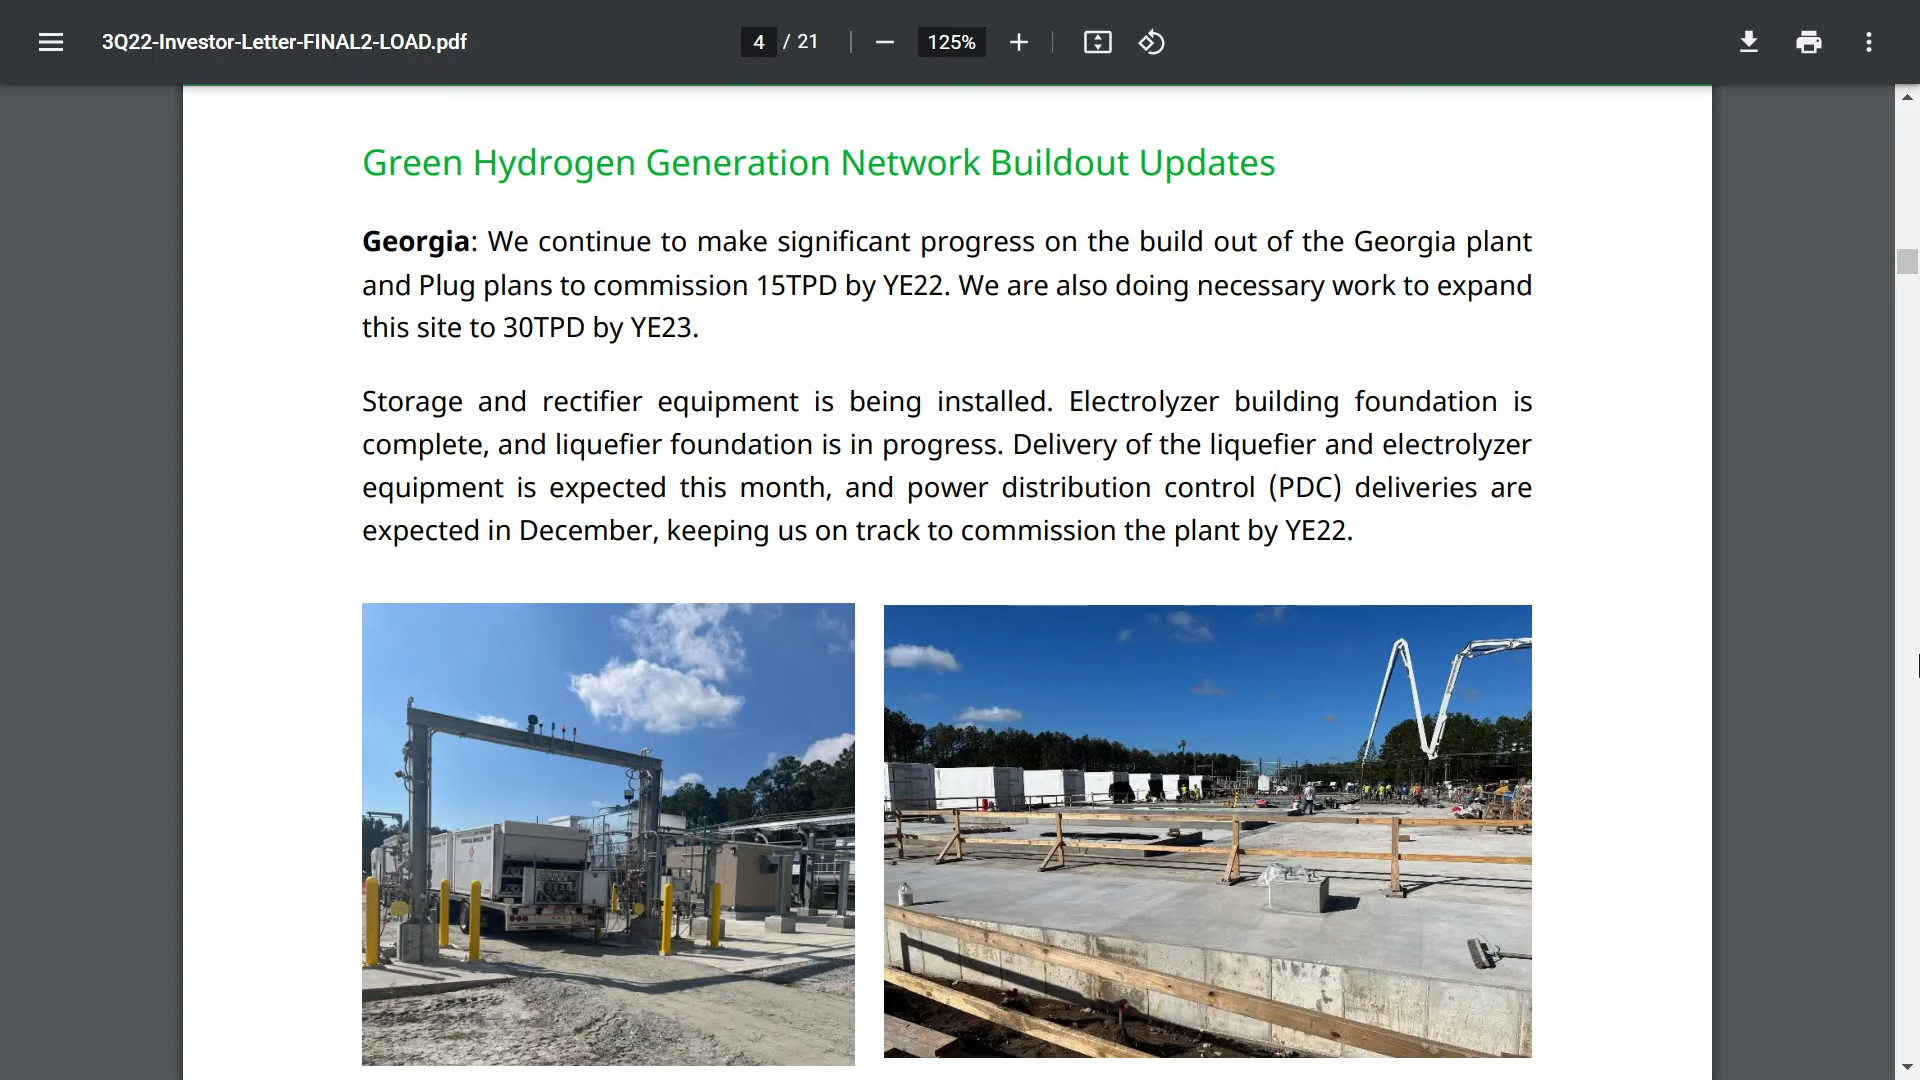 3Q22-Investor-Letter-FINAL2-LOAD.pdf
4 / 21
125%
Green Hydrogen Generation Network Buildout Updates
Georgia: We continue to make significant progress on the build out of the Georgia plant
and Plug plans to commission 15TPD by YE22. We are also doing necessary work to expand
this site to 30TPD by YE23.
Storage and rectifier equipment is being installed. Electrolyzer building foundation is
complete, and liquefier foundation is in progress. Delivery of the liquefier and electrolyzer
equipment is expected this month, and power distribution control (PDC) deliveries are
expected in December, keeping us on track to commission the plant by YE22.